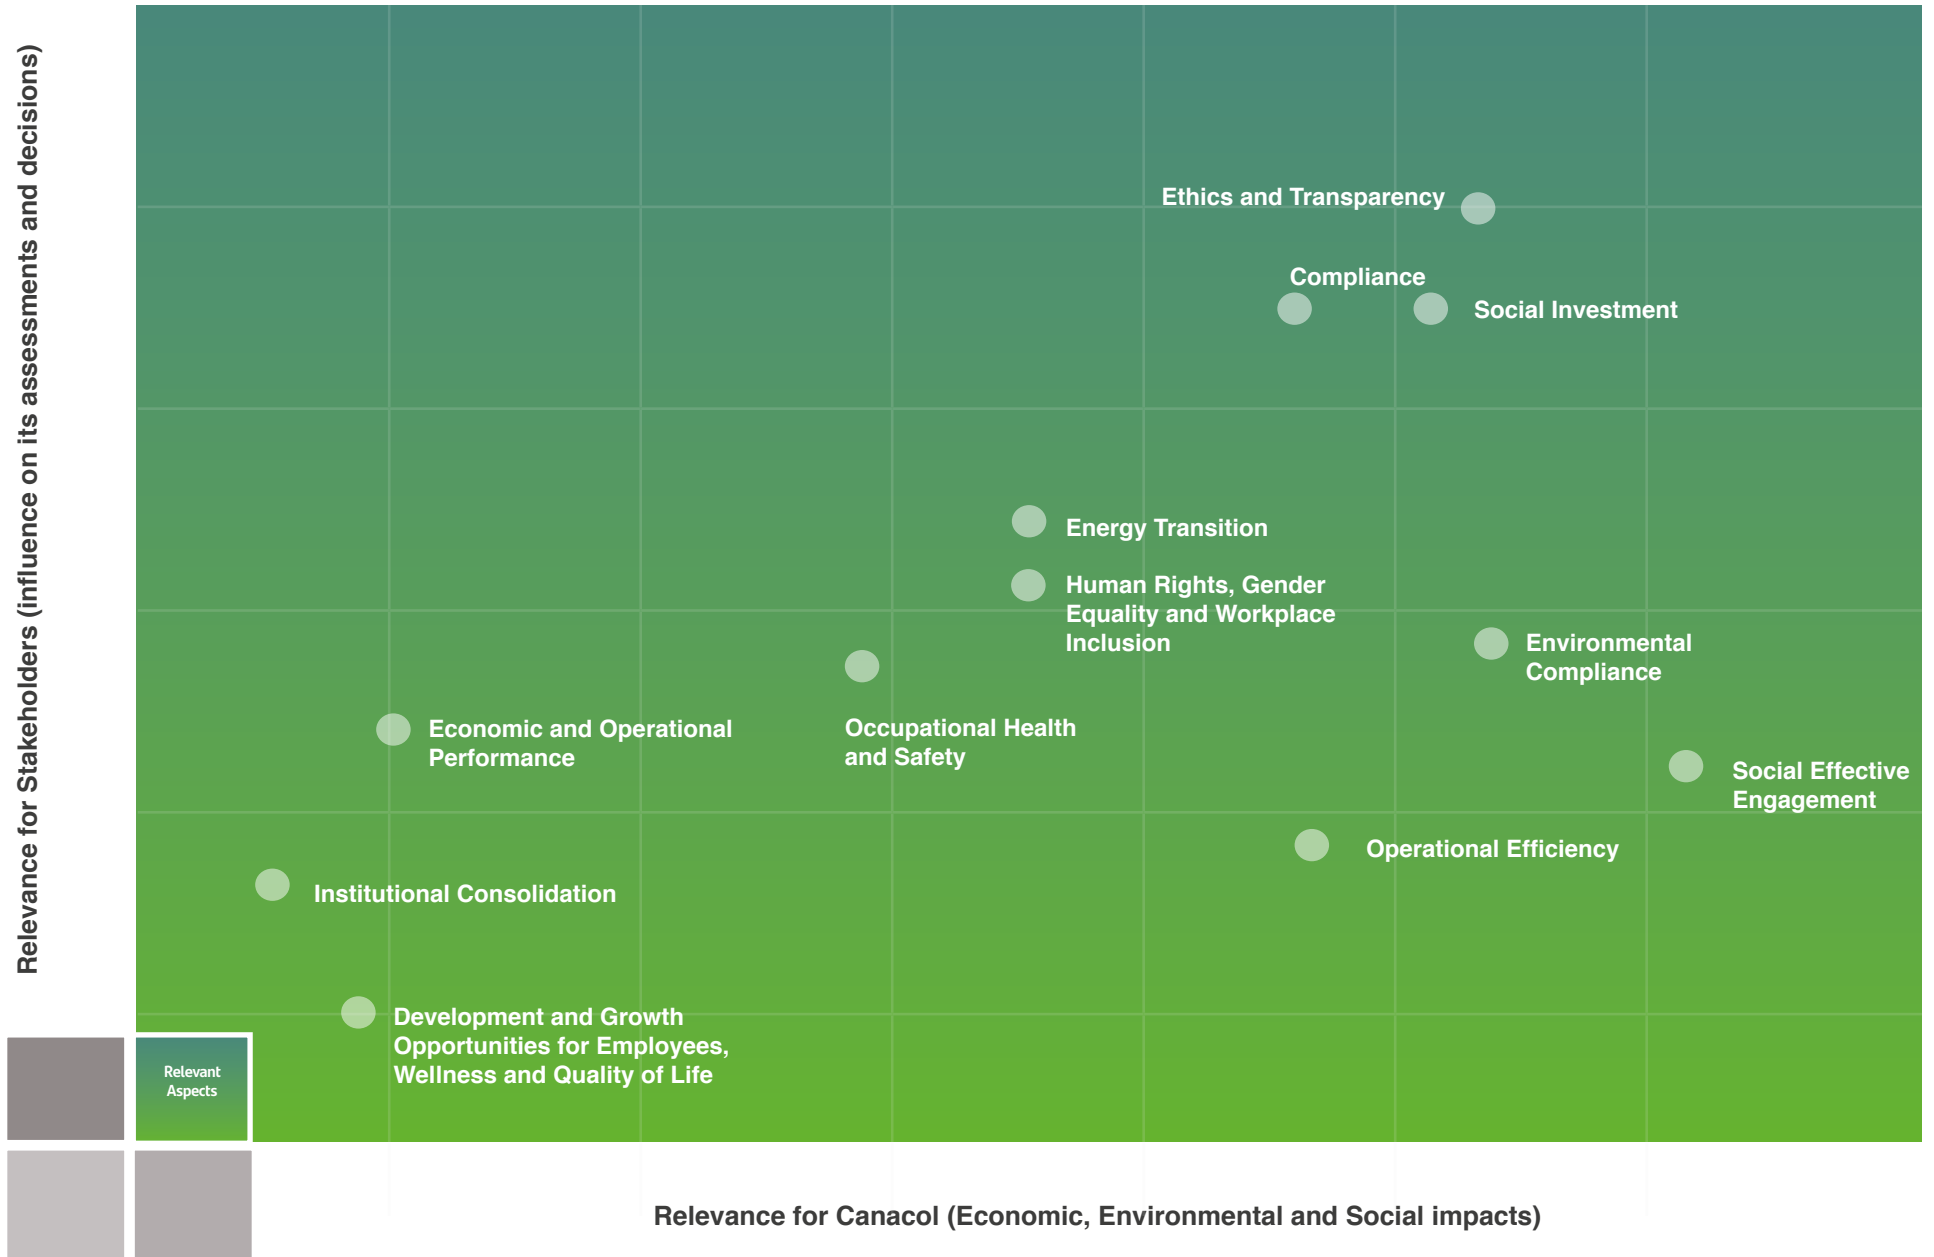 Relevance for Stakeholders (influence on its assessments and decisions)
Ethics and Transparency
Compliance
Social Investment
Energy Transition
Human Rights, Gender
Equality and Workplace
Inclusion
Environmental
Compliance
Economic and Operational
Performance
Occupational Health
and Safety
Social Effective
Engagement
Operational Efficiency
Institutional Consolidation
Development and Growth
Opportunities for Employees,
Wellness and Quality of Life
Relevant
Aspects
Relevance for Canacol (Economic, Environmental and Social impacts)